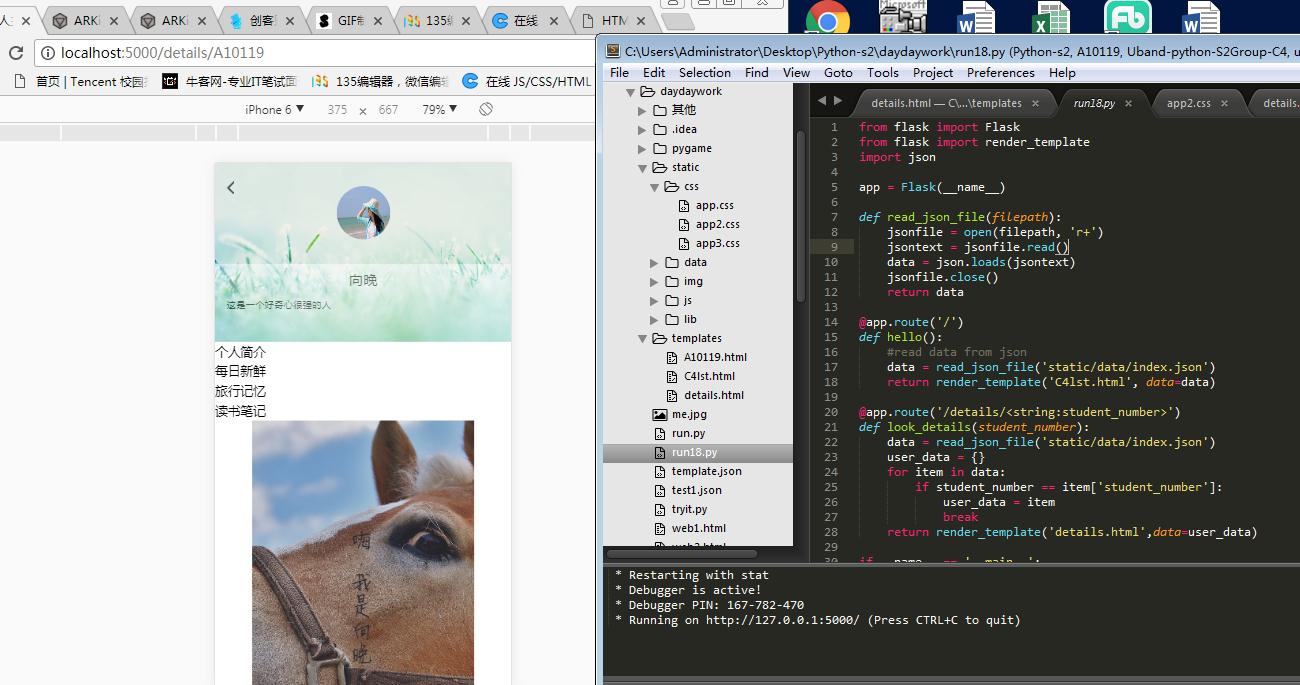 ARK
ARK
创客
GIF
135编
在线
HTM
localhost:5000/details/A10119
首页 | Tencent 校园招
牛客网-专业IT笔试面
135编辑器，微信编辑
在线 JS/CSS/HTML
iPhone 6 ▼ 375 × 667 79% ▼
向晚
这是一个好奇心很强的人
个人简介
每日新鲜
旅行记忆
读书笔记
嗨
我是向晚
Microsoft
C:\Users\Administrator\Desktop\Python-s2\daydaywork\run18.py (Python-s2, A10119, Uband-python-S2Group-C4, u
File Edit Selection Find View Goto Tools Project Preferences Help
daydaywork
其他
.idea
pygame
static
css
app.css
app2.css
app3.css
data
img
js
lib
templates
A10119.html
C4lst.html
details.html
me.jpg
run.py
run18.py
template.json
test1.json
tryit.py
web1.html
web2.html
details.html — C\...\templates × run18.py × app2.css × details.
1 from flask import Flask
2 from flask import render_template
3 import json
4
5 app = Flask(__name__)
6
7 def read_json_file(filepath):
8 jsonfile = open(filepath, 'r+')
9 jsontext = jsonfile.read()
10 data = json.loads(jsontext)
11 jsonfile.close()
12 return data
13
14 @app.route('/')
15 def hello():
16 #read data from json
17 data = read_json_file('static/data/index.json')
18 return render_template('C4lst.html', data=data)
19
20 @app.route('/details/<string:student_number>')
21 def look_details(student_number):
22 data = read_json_file('static/data/index.json')
23 user_data = {}
24 for item in data:
25 if student_number == item['student_number']:
26 user_data = item
27 break
28 return render_template('details.html',data=user_data)
29
30 if __name__ == '__main__':
* Restarting with stat
* Debugger is active!
* Debugger PIN: 167-782-470
* Running on http://127.0.0.1:5000/ (Press CTRL+C to quit)